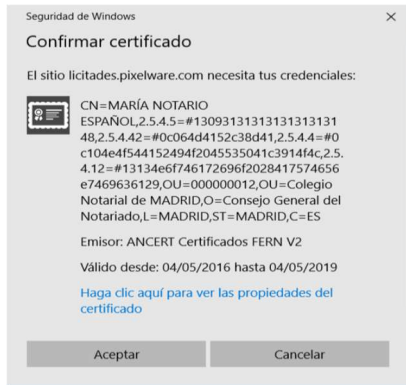 Seguridad de Windows
Confirmar certificado
El sitio licitades.pixelware.com necesita tus credenciales:
CN=MARÍA NOTARIO
ESPAÑOL,2.5.4.5=#1309313131313131313131
48,2.5.4.42=#0c064d4152c38d41,2.5.4.4=#0
c104e4f544152494f2045535041c3914f4c,2.5.
4.12=#13134e6f746172696f2028417574656
e7469636129,OU=000000012,OU=Colegio
Notarial de MADRID,O=Consejo General del
Notariado,L=MADRID,ST=MADRID,C=ES
Emisor: ANCERT Certificados FERN V2
Válido desde: 04/05/2016 hasta 04/05/2019
Haga clic aquí para ver las propiedades del
certificado
Aceptar
Cancelar